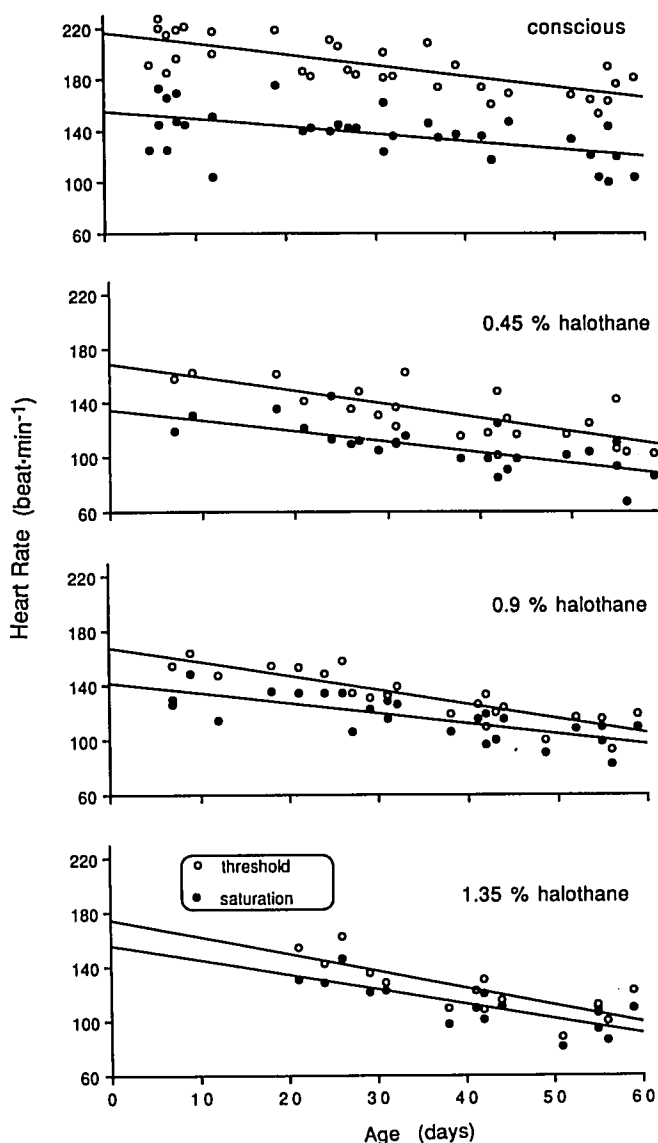 conscious
220
180
140
100
60
0.45 % halothane
220
180
140
100
60
Heart Rate (beat·min⁻¹)
0.9 % halothane
220
180
140
100
60
threshold
saturation
1.35 % halothane
220
180
140
100
60
0 10 20 30 40 50 60
Age (days)